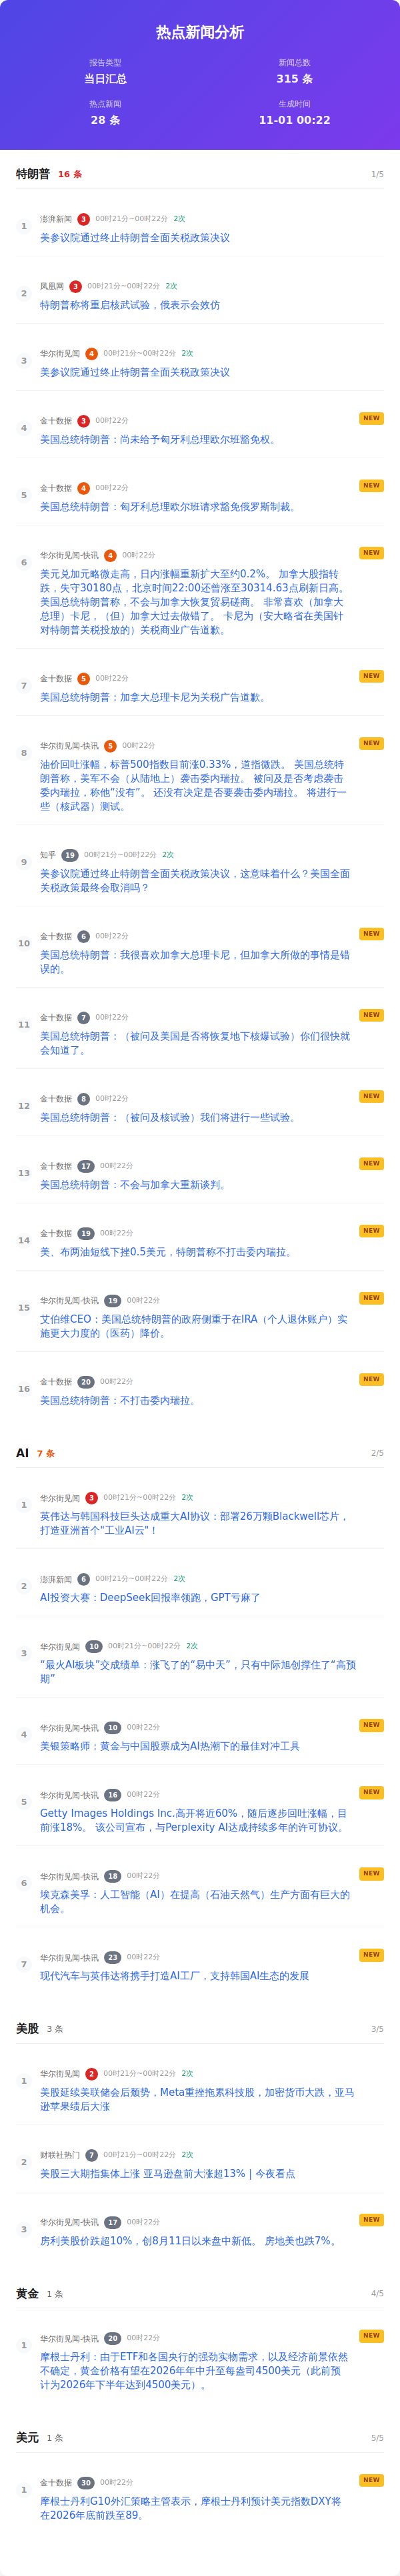 热点新闻分析
报告类型
新闻总数
当日汇总
315 条
热点新闻
生成时间
28 条
11-01 00:22
特朗普 16 条 1/5
1 澎湃新闻 3 00时21分~00时22分 2次
美参议院通过终止特朗普全面关税政策决议
2 凤凰网 3 00时21分~00时22分 2次
特朗普称将重启核武试验，俄表示会效仿
3 华尔街见闻 4 00时21分~00时22分 2次
美参议院通过终止特朗普全面关税政策决议
4 金十数据 3 00时22分 NEW
美国总统特朗普：尚未给予匈牙利总理欧尔班豁免权。
5 金十数据 4 00时22分 NEW
美国总统特朗普：匈牙利总理欧尔班请求豁免俄罗斯制裁。
6 华尔街见闻-快讯 4 00时22分 NEW
美元兑加元略微走高，日内涨幅重新扩大至约0.2%。 加拿大股指转
跌，失守30180点，北京时间22:00还曾涨至30314.63点刷新日高。
美国总统特朗普称，不会与加拿大恢复贸易磋商。 非常喜欢（加拿大
总理）卡尼，（但）加拿大过去做错了。 卡尼为（安大略省在美国针
对特朗普关税投放的）关税商业广告道歉。
7 金十数据 5 00时22分 NEW
美国总统特朗普：加拿大总理卡尼为关税广告道歉。
8 华尔街见闻-快讯 5 00时22分 NEW
油价回吐涨幅，标普500指数目前涨0.33%，道指微跌。 美国总统特
朗普称，美军不会（从陆地上）袭击委内瑞拉。 被问及是否考虑袭击
委内瑞拉，称他“没有”。 还没有决定是否要袭击委内瑞拉。 将进行一
些（核武器）测试。
9 知乎 19 00时21分~00时22分 2次
美参议院通过终止特朗普全面关税政策决议，这意味着什么？美国全面
关税政策最终会取消吗？
10 金十数据 6 00时22分 NEW
美国总统特朗普：我很喜欢加拿大总理卡尼，但加拿大所做的事情是错
误的。
11 金十数据 7 00时22分 NEW
美国总统特朗普：（被问及美国是否将恢复地下核爆试验）你们很快就
会知道了。
12 金十数据 8 00时22分 NEW
美国总统特朗普：（被问及核试验）我们将进行一些试验。
13 金十数据 17 00时22分 NEW
美国总统特朗普：不会与加拿大重新谈判。
14 金十数据 19 00时22分 NEW
美、布两油短线下挫0.5美元，特朗普称不打击委内瑞拉。
15 华尔街见闻-快讯 19 00时22分 NEW
艾伯维CEO：美国总统特朗普的政府侧重于在IRA（个人退休账户）实
施更大力度的（医药）降价。
16 金十数据 20 00时22分 NEW
美国总统特朗普：不打击委内瑞拉。
AI 7 条 2/5
1 华尔街见闻 3 00时21分~00时22分 2次
英伟达与韩国科技巨头达成重大AI协议：部署26万颗Blackwell芯片，
打造亚洲首个"工业AI云"！
2 澎湃新闻 6 00时21分~00时22分 2次
AI投资大赛：DeepSeek回报率领跑，GPT亏麻了
3 华尔街见闻 10 00时21分~00时22分 2次
“最火AI板块”交成绩单：涨飞了的“易中天”，只有中际旭创撑住了“高预
期”
4 华尔街见闻-快讯 10 00时22分 NEW
美银策略师：黄金与中国股票成为AI热潮下的最佳对冲工具
5 华尔街见闻-快讯 16 00时22分 NEW
Getty Images Holdings Inc.高开将近60%，随后逐步回吐涨幅，目
前涨18%。 该公司宣布，与Perplexity AI达成持续多年的许可协议。
6 华尔街见闻-快讯 18 00时22分 NEW
埃克森美孚：人工智能（AI）在提高（石油天然气）生产方面有巨大的
机会。
7 华尔街见闻-快讯 23 00时22分 NEW
现代汽车与英伟达将携手打造AI工厂，支持韩国AI生态的发展
美股 3 条 3/5
1 华尔街见闻 2 00时21分~00时22分 2次
美股延续美联储会后颓势，Meta重挫拖累科技股，加密货币大跌，亚马
逊苹果绩后大涨
2 财联社热门 7 00时21分~00时22分 2次
美股三大期指集体上涨 亚马逊盘前大涨超13% | 今夜看点
3 华尔街见闻-快讯 17 00时22分 NEW
房利美股价跌超10%，创8月11日以来盘中新低。 房地美也跌7%。
黄金 1 条 4/5
1 华尔街见闻-快讯 20 00时22分 NEW
摩根士丹利：由于ETF和各国央行的强劲实物需求，以及经济前景依然
不确定，黄金价格有望在2026年年中升至每盎司4500美元（此前预
计为2026年下半年达到4500美元）。
美元 1 条 5/5
1 金十数据 30 00时22分 NEW
摩根士丹利G10外汇策略主管表示，摩根士丹利预计美元指数DXY将
在2026年底前跌至89。